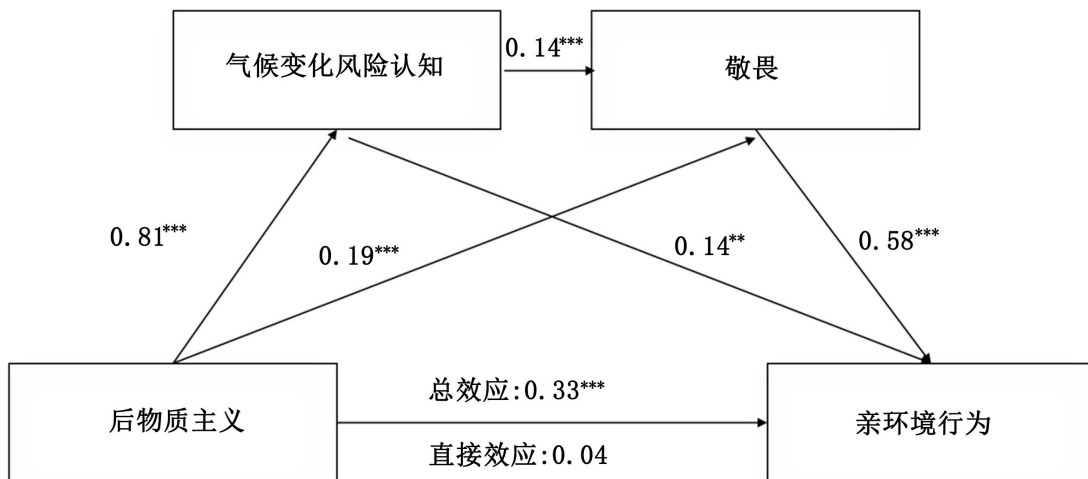 气候变化风险认知
0.14***
敬畏
0.81***
0.19***
0.14**
0.58***
后物质主义
总效应:0.33***
直接效应:0.04
亲环境行为